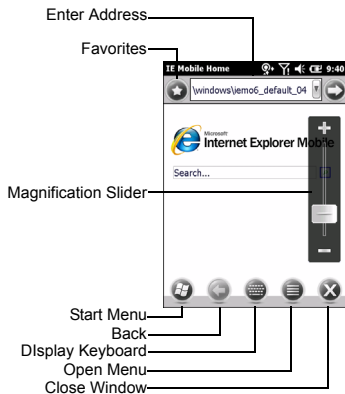 Enter Address
Favorites
IE Mobile Home 9:40
\windows\iemo6_default_04
Microsoft
Internet Explorer Mobile
Search...
Magnification Slider
Start Menu
Back
DIsplay Keyboard
Open Menu
Close Window